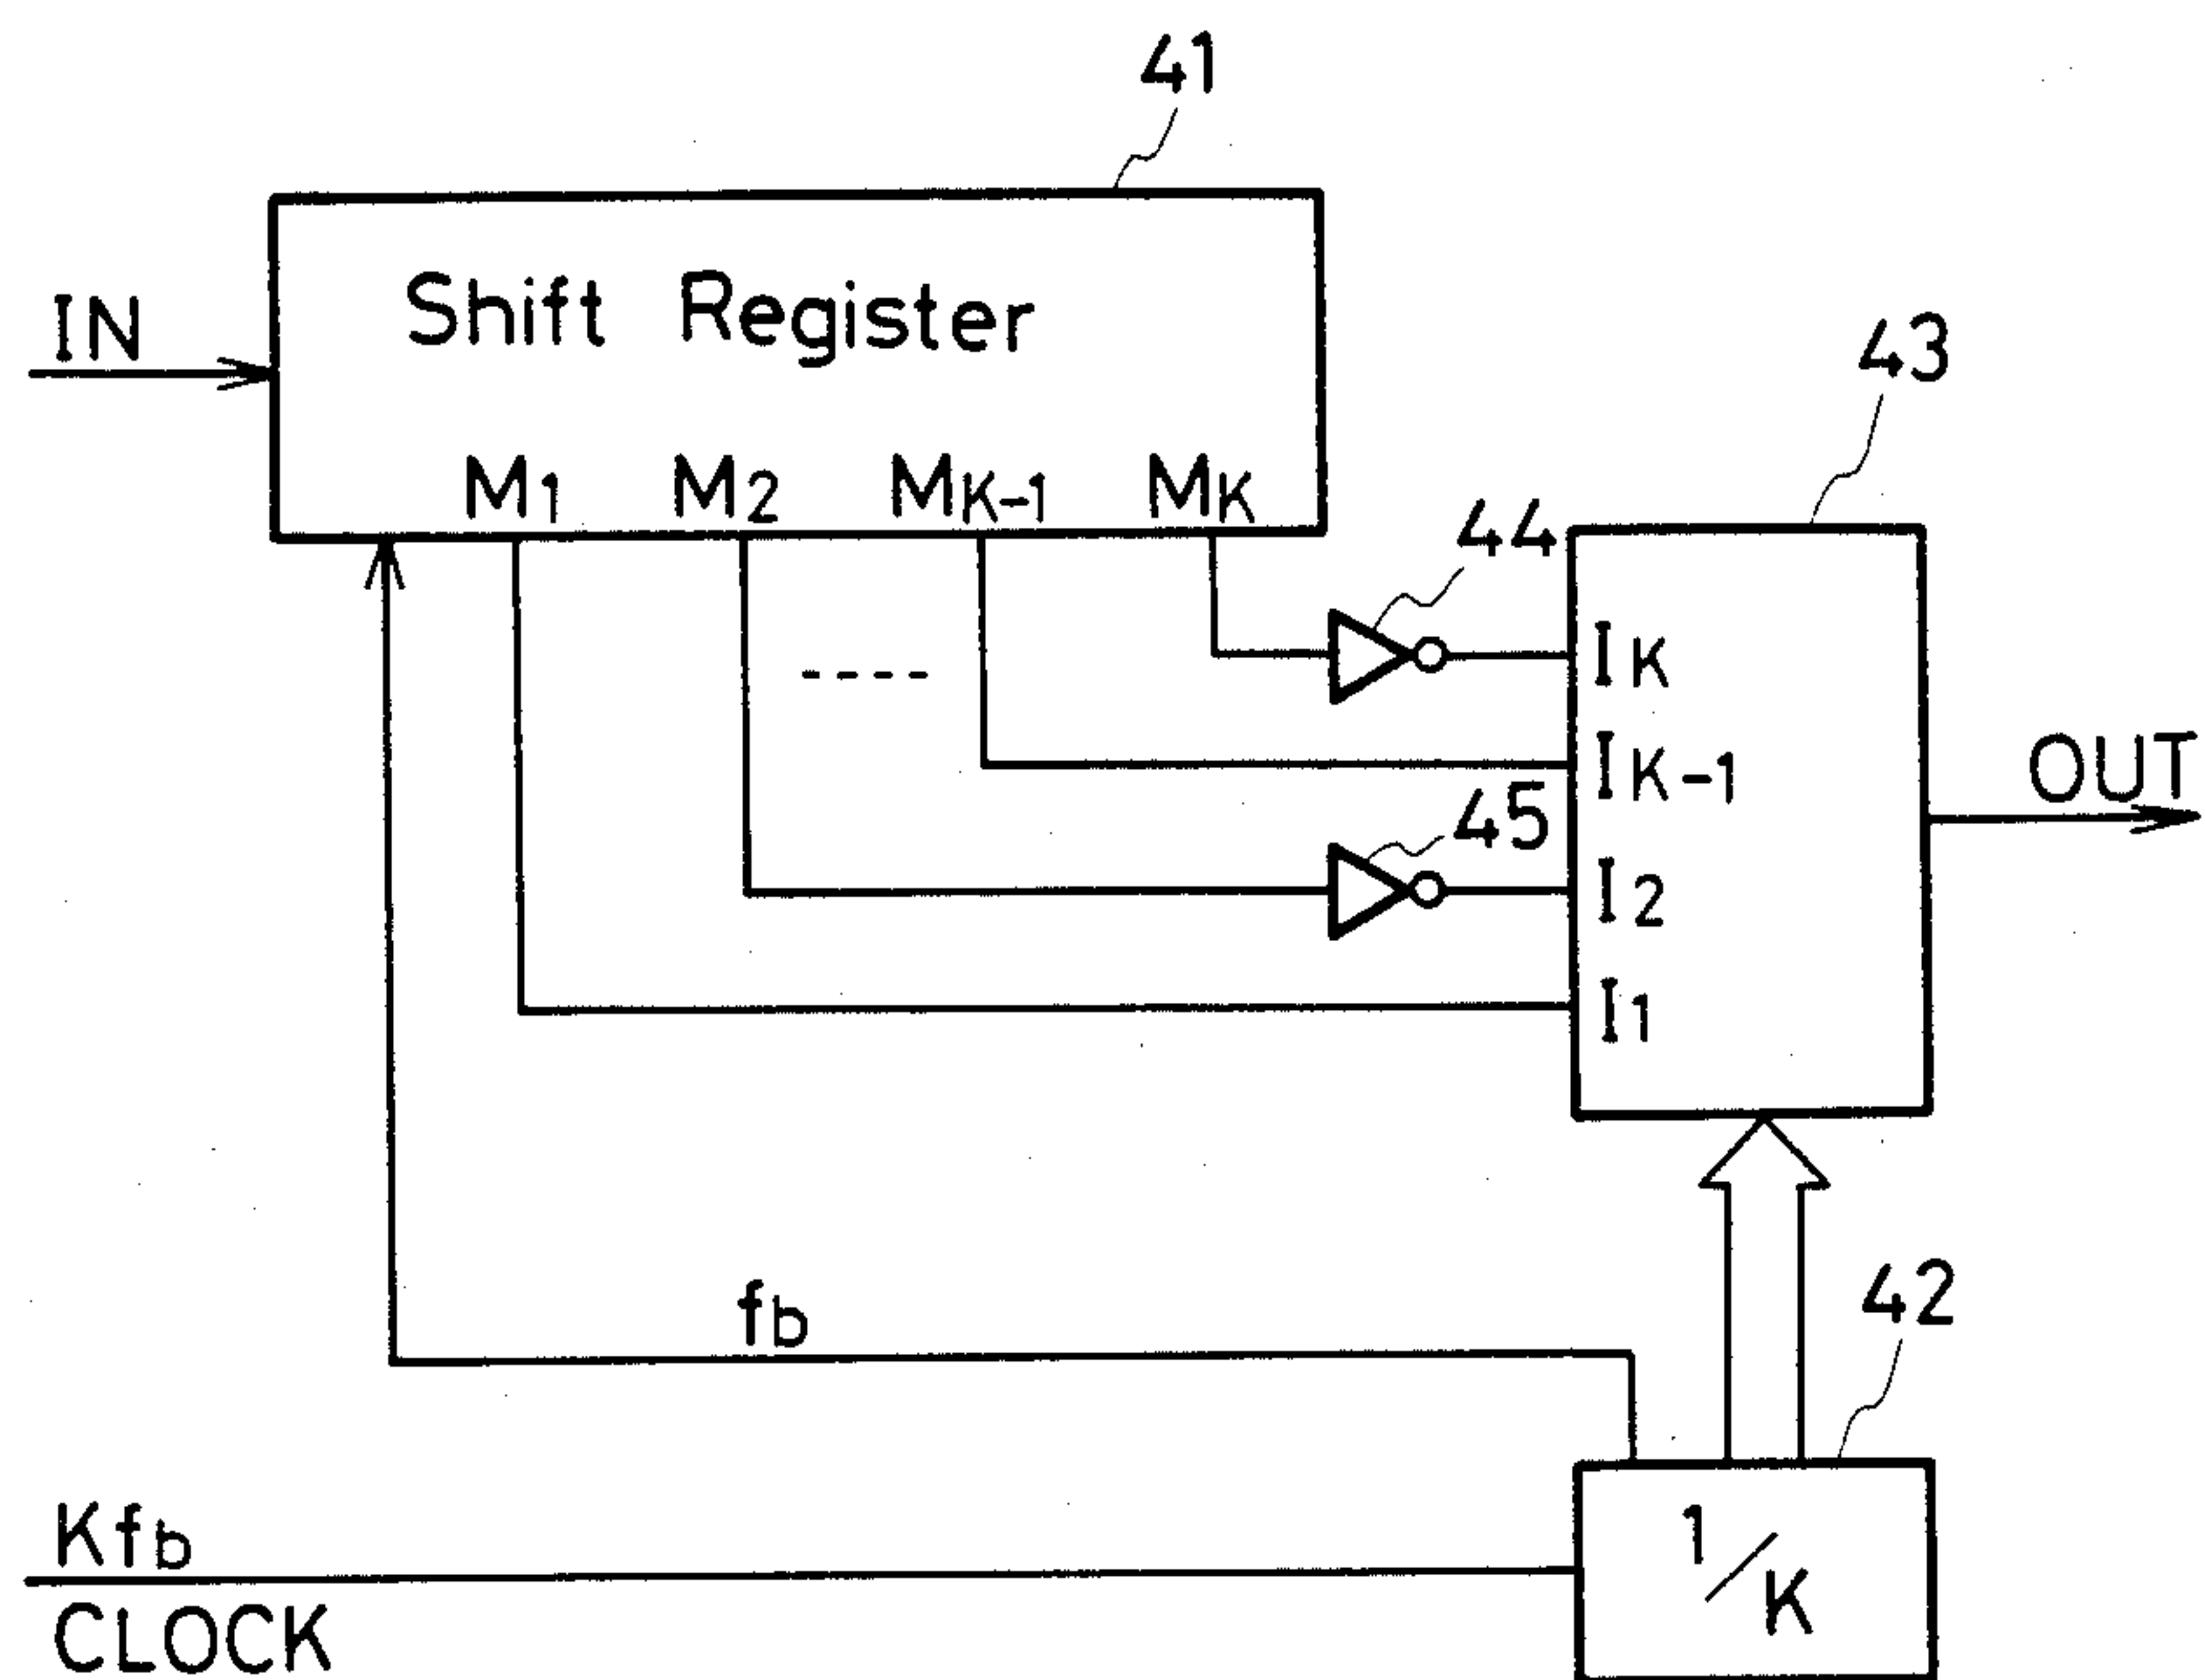 41
IN
Shift Register
43
M1 M2 MK-1 MK
44
IK
IK-1
OUT
45
I2
I1
fb
42
Kfb
1/K
CLOCK